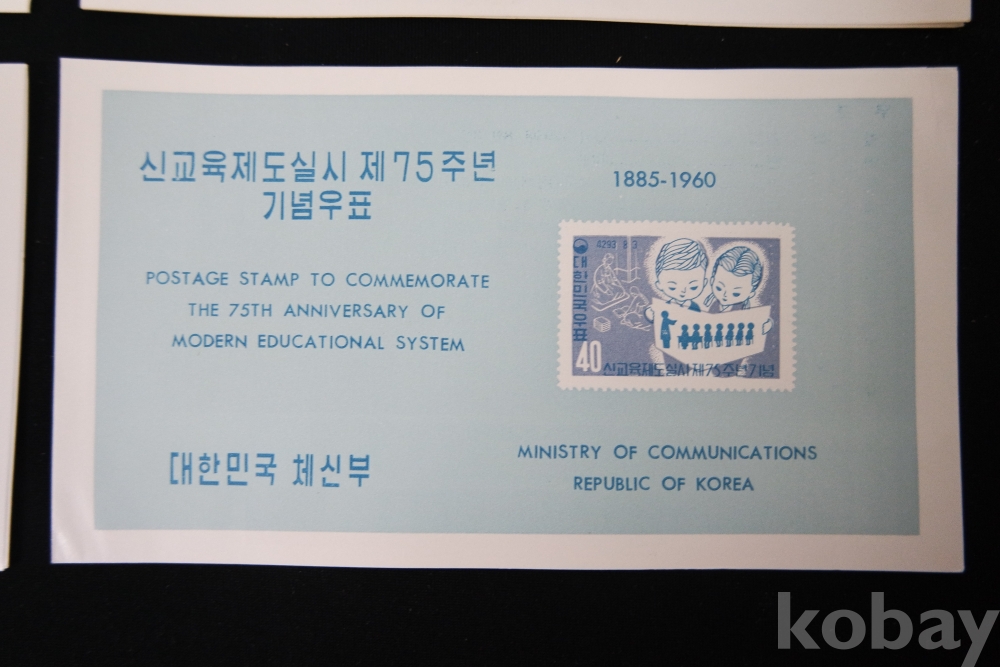 신교육제도실시 제75주년
기념우표
POSTAGE STAMP TO COMMEMORATE
THE 75TH ANNIVERSARY OF
MODERN EDUCATIONAL SYSTEM
대한민국 체신부
1885-1960
4293 8 3
대한민국우표
40
신교육제도실시제75주년기념
MINISTRY OF COMMUNICATIONS
REPUBLIC OF KOREA
kobay